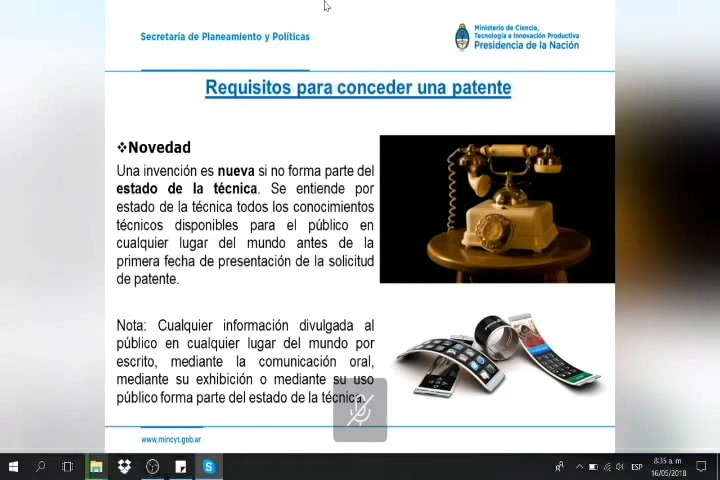 Secretaría de Planeamiento y Políticas
Ministerio de Ciencia,
Tecnología e Innovación Productiva
Presidencia de la Nación
Requisitos para conceder una patente
❖Novedad
Una invención es nueva si no forma parte del
estado de la técnica. Se entiende por
estado de la técnica todos los conocimientos
técnicos disponibles para el público en
cualquier lugar del mundo antes de la
primera fecha de presentación de la solicitud
de patente.
Nota: Cualquier información divulgada al
público en cualquier lugar del mundo por
escrito, mediante la comunicación oral,
mediante su exhibición o mediante su uso
público forma parte del estado de la técnica.
www.mincyt.gob.ar
ESP
8:35 a. m.
16/05/2018